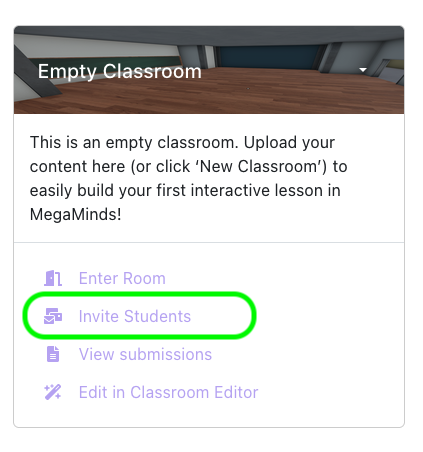 Empty Classroom
This is an empty classroom. Upload your
content here (or click ‘New Classroom’) to
easily build your first interactive lesson in
MegaMinds!
Enter Room
Invite Students
View submissions
Edit in Classroom Editor